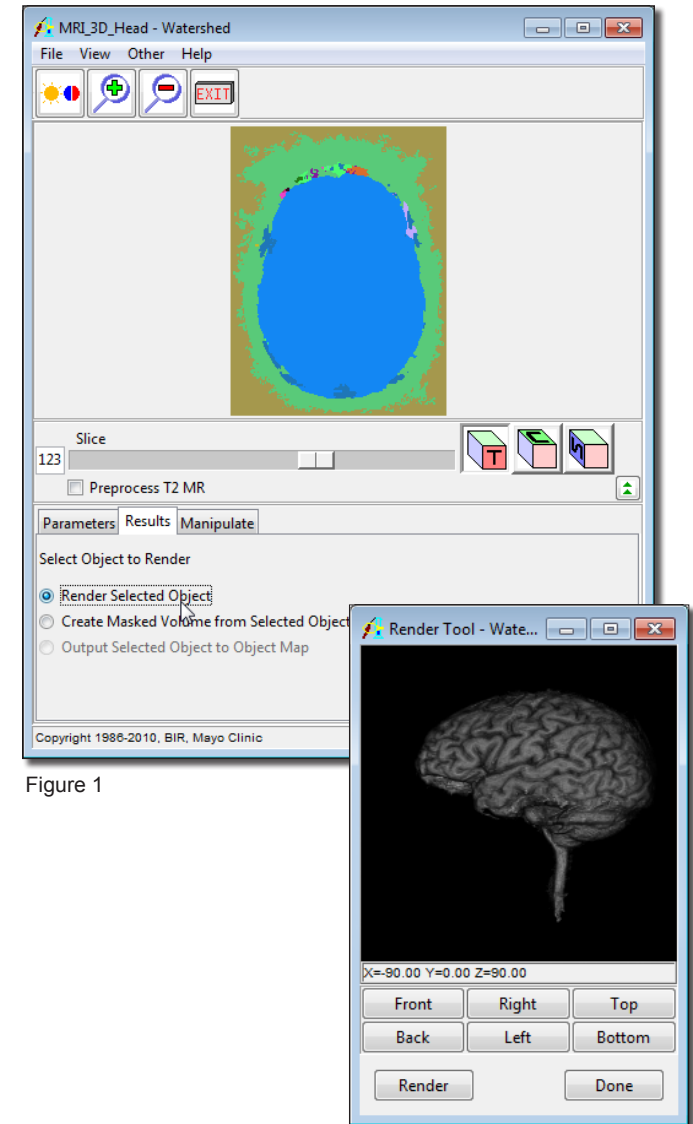 MRI_3D_Head - Watershed
File View Other Help
EXIT
Slice
123
T
Preprocess T2 MR
Parameters Results Manipulate
Select Object to Render
Render Selected Object
Create Masked Volume from Selected Object
Output Selected Object to Object Map
Copyright 1986-2010, BIR, Mayo Clinic
Figure 1
Render Tool - Wate...
X=-90.00 Y=0.00 Z=90.00
Front Right Top
Back Left Bottom
Render Done